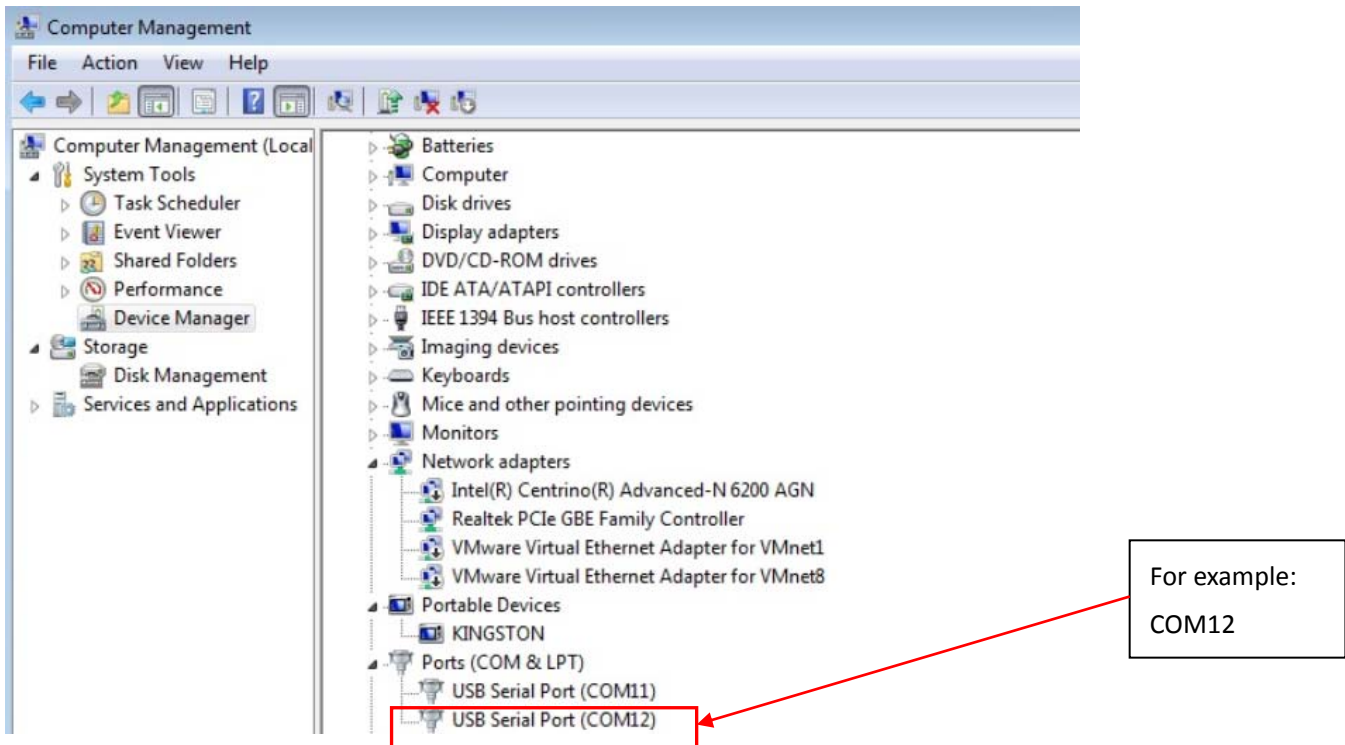 Computer Management
File Action View Help
Computer Management (Local
System Tools
Task Scheduler
Event Viewer
Shared Folders
Performance
Device Manager
Storage
Disk Management
Services and Applications
Batteries
Computer
Disk drives
Display adapters
DVD/CD-ROM drives
IDE ATA/ATAPI controllers
IEEE 1394 Bus host controllers
Imaging devices
Keyboards
Mice and other pointing devices
Monitors
Network adapters
Intel(R) Centrino(R) Advanced-N 6200 AGN
Realtek PCIe GBE Family Controller
VMware Virtual Ethernet Adapter for VMnet1
VMware Virtual Ethernet Adapter for VMnet8
Portable Devices
KINGSTON
Ports (COM & LPT)
USB Serial Port (COM11)
USB Serial Port (COM12)
For example:
COM12